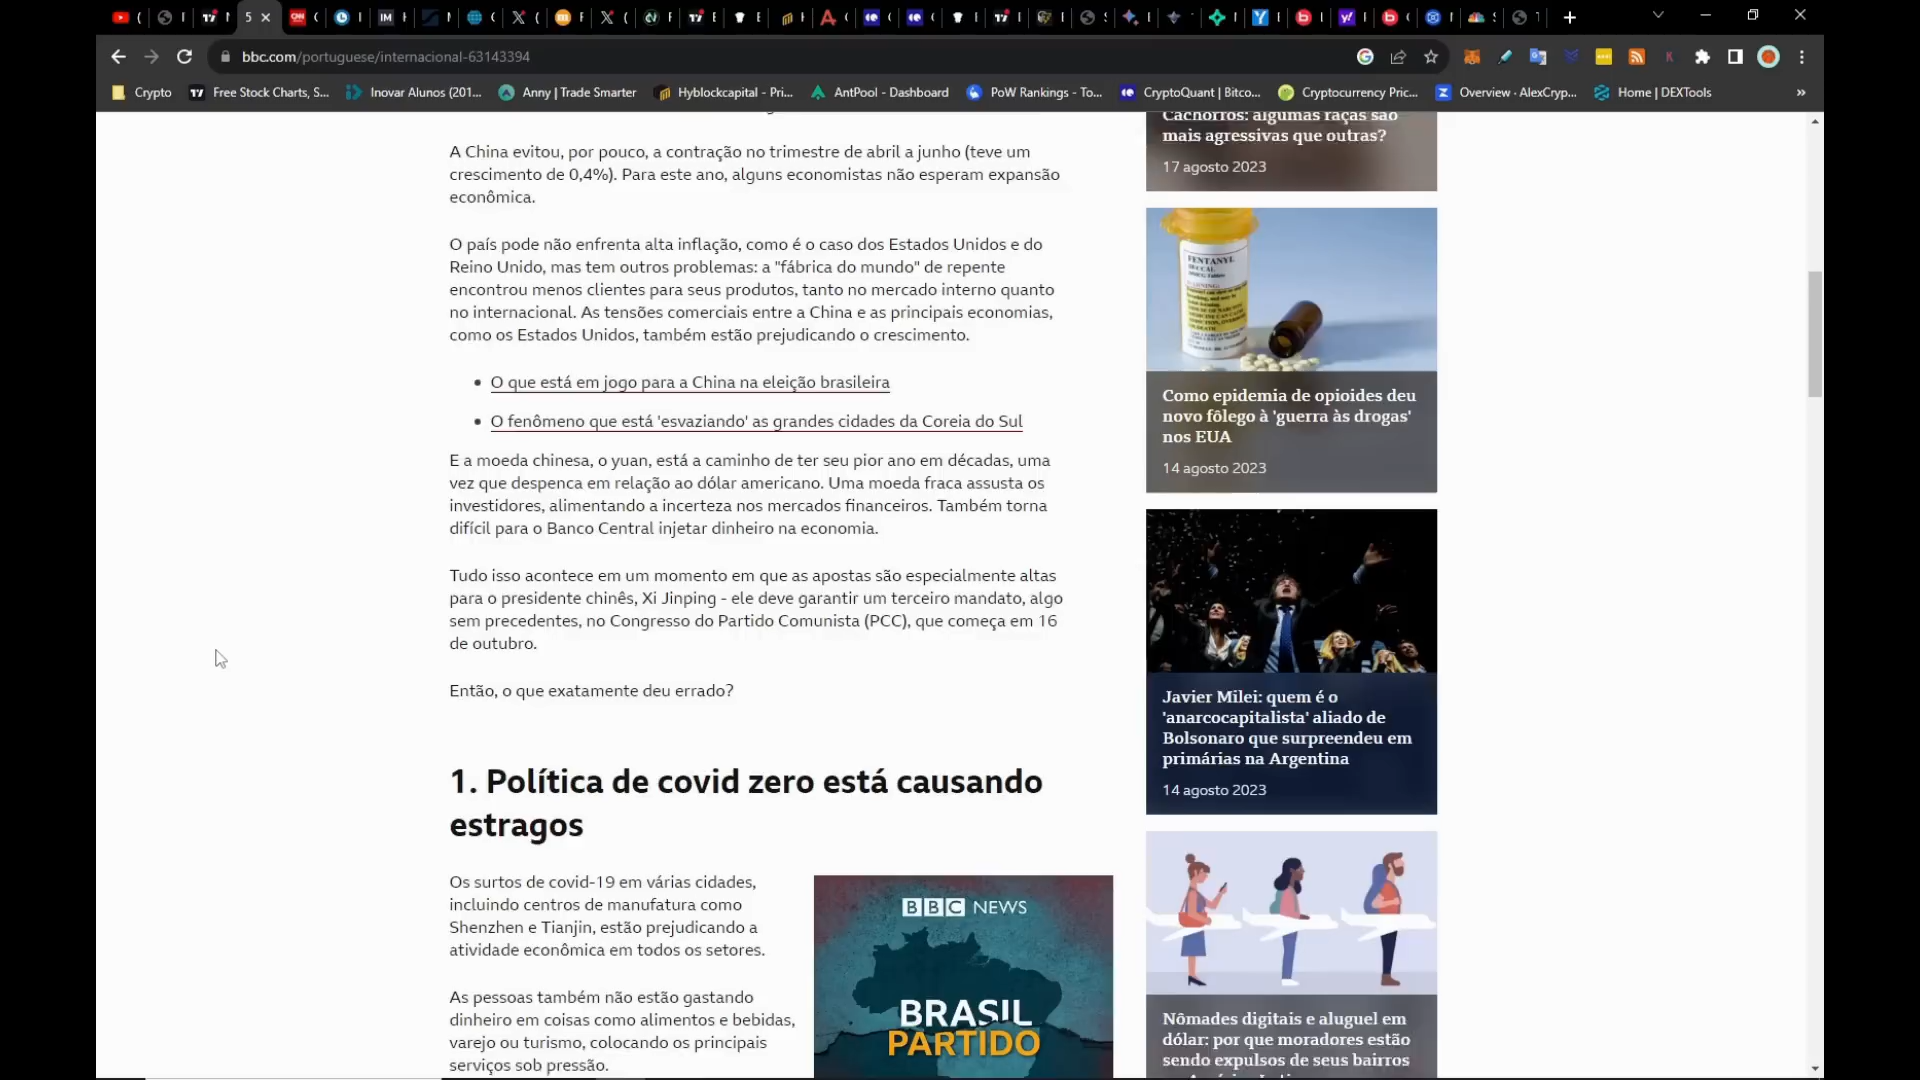 5
bbc.com/portuguese/internacional-63143394
Crypto
Free Stock Charts, S...
Inovar Alunos (201...
Anny | Trade Smarter
Hyblockcapital - Pri...
AntPool - Dashboard
PoW Rankings - To...
CryptoQuant | Bitco...
Cryptocurrency Pric...
Overview · AlexCryp...
Home | DEXTools
»
A China evitou, por pouco, a contração no trimestre de abril a junho (teve um
crescimento de 0,4%). Para este ano, alguns economistas não esperam expansão
econômica.
O país pode não enfrenta alta inflação, como é o caso dos Estados Unidos e do
Reino Unido, mas tem outros problemas: a "fábrica do mundo" de repente
encontrou menos clientes para seus produtos, tanto no mercado interno quanto
no internacional. As tensões comerciais entre a China e as principais economias,
como os Estados Unidos, também estão prejudicando o crescimento.
• O que está em jogo para a China na eleição brasileira
• O fenômeno que está 'esvaziando' as grandes cidades da Coreia do Sul
E a moeda chinesa, o yuan, está a caminho de ter seu pior ano em décadas, uma
vez que despenca em relação ao dólar americano. Uma moeda fraca assusta os
investidores, alimentando a incerteza nos mercados financeiros. Também torna
difícil para o Banco Central injetar dinheiro na economia.
Tudo isso acontece em um momento em que as apostas são especialmente altas
para o presidente chinês, Xi Jinping - ele deve garantir um terceiro mandato, algo
sem precedentes, no Congresso do Partido Comunista (PCC), que começa em 16
de outubro.
Então, o que exatamente deu errado?
1. Política de covid zero está causando
estragos
Os surtos de covid-19 em várias cidades,
incluindo centros de manufatura como
Shenzhen e Tianjin, estão prejudicando a
atividade econômica em todos os setores.
As pessoas também não estão gastando
dinheiro em coisas como alimentos e bebidas,
varejo ou turismo, colocando os principais
serviços sob pressão.
BBC NEWS
BRASIL
PARTIDO
Cachorros: algumas raças são
mais agressivas que outras?
17 agosto 2023
FENTANYL
Como epidemia de opioides deu
novo fôlego à 'guerra às drogas'
nos EUA
14 agosto 2023
Javier Milei: quem é o
'anarcocapitalista' aliado de
Bolsonaro que surpreendeu em
primárias na Argentina
14 agosto 2023
Nômades digitais e aluguel em
dólar: por que moradores estão
sendo expulsos de seus bairros